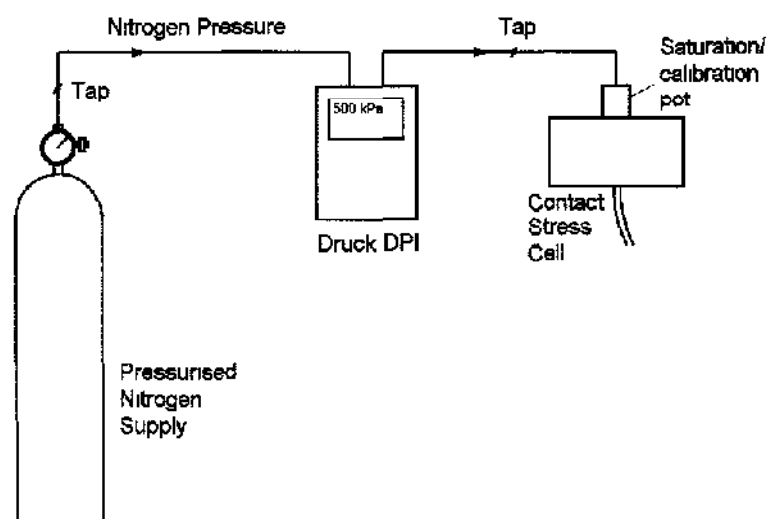 Nitrogen Pressure
Tap
Tap
Saturation/
calibration
pot
500 kPa
Druck DPI
Contact
Stress
Cell
Pressurised
Nitrogen
Supply